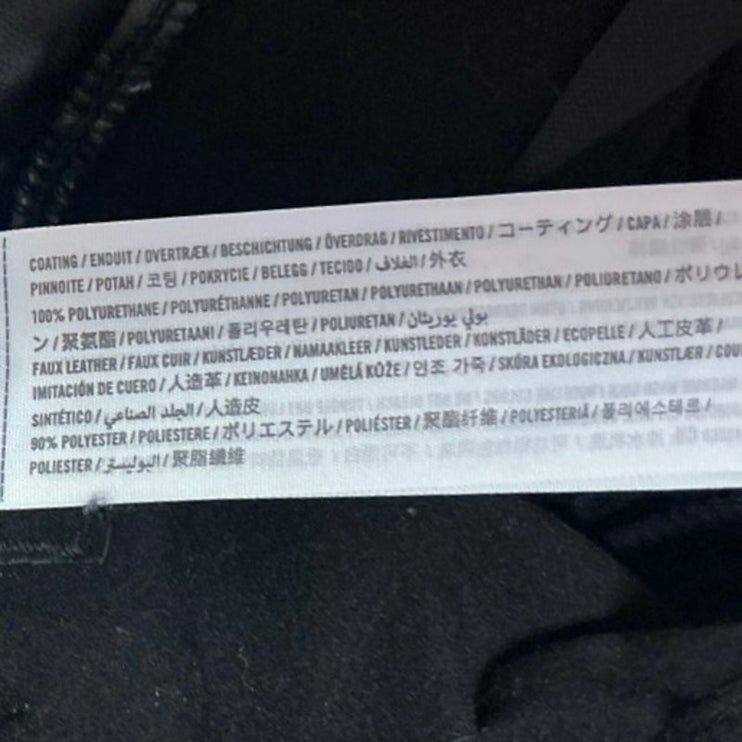 COATING / ENDUIT / OVERTRÆK / BESCHICHTUNG / ÖVERDRAG / RIVESTIMENTO / コーティング / CAPA / 涂层 /
PINNOITE / POTAH / 코팅 / POKRYCIE / BELEGG / TECIDO / الغلاف / 外衣
100% POLYURETHANE / POLYURÉTHANNE / POLYURETAN / POLYURETHAAN / POLYURETHAN / POLIURETANO / ポリウレ
ン / 聚氨酯 / POLYURETAANI / 폴리우레탄 / POLIURETAN / بولي يوريتان
FAUX LEATHER / FAUX CUIR / KUNSTLÆDER / NAMAAKLEER / KUNSTLEDER / KONSTLÄDER / ECOPELLE / 人工皮革 /
IMITACIÓN DE CUERO / 人造革 / KEINONAHKA / UMĚLÁ KŮŽE / 인조 가죽 / SKÓRA EKOLOGICZNA / KUNSTLÆR / COU
SINTÉTICO / الجلد الصناعي / 人造皮
90% POLYESTER / POLIESTERE / ポリエステル / POLIÉSTER / 聚酯纤维 / POLYESTERIÄ / 폴리에스테르 /
POLIESTER / البوليستر / 聚脂纖維